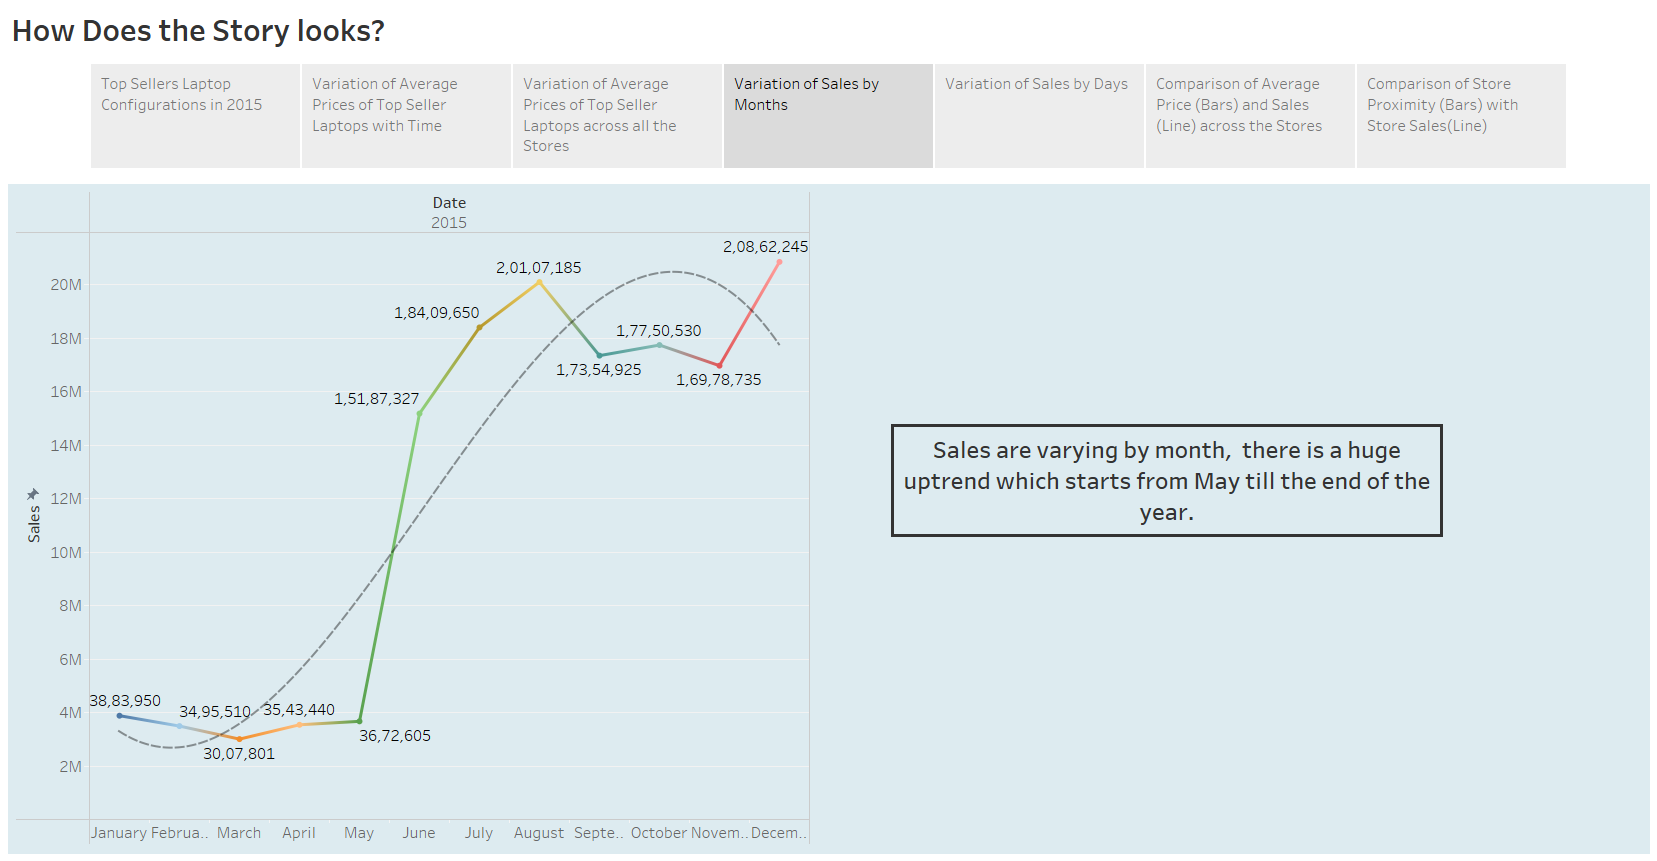 How Does the Story looks?
Top Sellers Laptop
Configurations in 2015
Variation of Average
Prices of Top Seller
Laptops with Time
Variation of Average
Prices of Top Seller
Laptops across all the
Stores
Variation of Sales by
Months
Variation of Sales by Days
Comparison of Average
Price (Bars) and Sales
(Line) across the Stores
Comparison of Store
Proximity (Bars) with
Store Sales(Line)
Date
2015
2,08,62,245
2,01,07,185
20M
1,84,09,650
1,77,50,530
18M
1,73,54,925
1,69,78,735
16M
1,51,87,327
14M
Sales are varying by month,  there is a huge
uptrend which starts from May till the end of the
year.
12M
Sales
10M
8M
6M
38,83,950
34,95,510
35,43,440
4M
36,72,605
30,07,801
2M
January Februa.. March April May June July August Septe.. October Novem.. Decem..